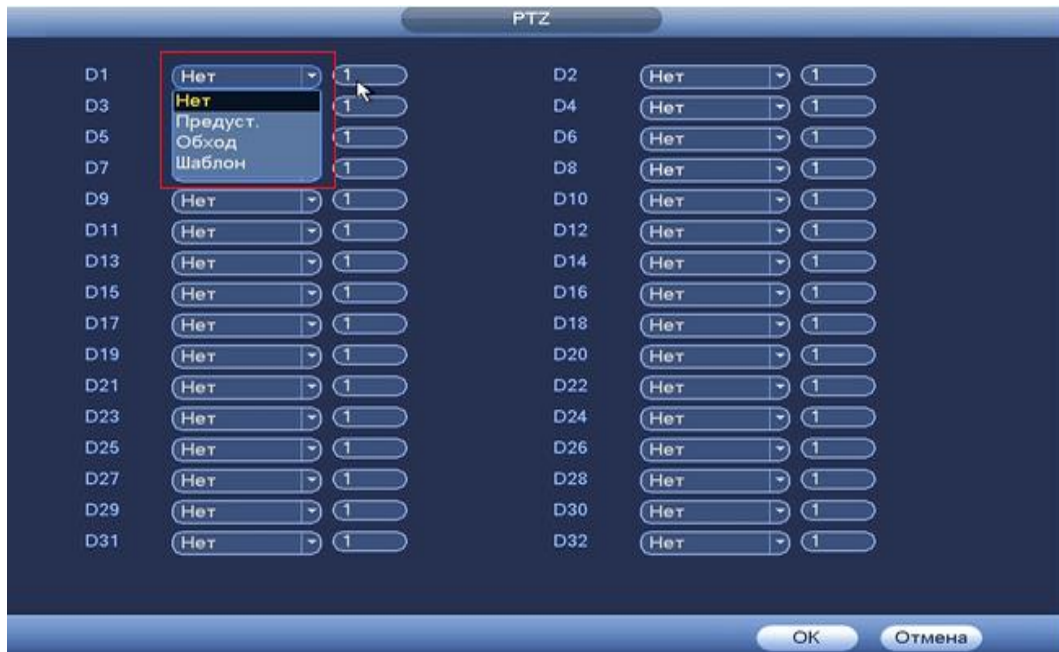 PTZ
D1 Нет 1 D2 Нет 1
Нет
D3 1 D4 Нет 1
Предуст.
D5 Обход 1 D6 Нет 1
D7 Шаблон 1 D8 Нет 1
D9 Нет 1 D10 Нет 1
D11 Нет 1 D12 Нет 1
D13 Нет 1 D14 Нет 1
D15 Нет 1 D16 Нет 1
D17 Нет 1 D18 Нет 1
D19 Нет 1 D20 Нет 1
D21 Нет 1 D22 Нет 1
D23 Нет 1 D24 Нет 1
D25 Нет 1 D26 Нет 1
D27 Нет 1 D28 Нет 1
D29 Нет 1 D30 Нет 1
D31 Нет 1 D32 Нет 1
OK Отмена